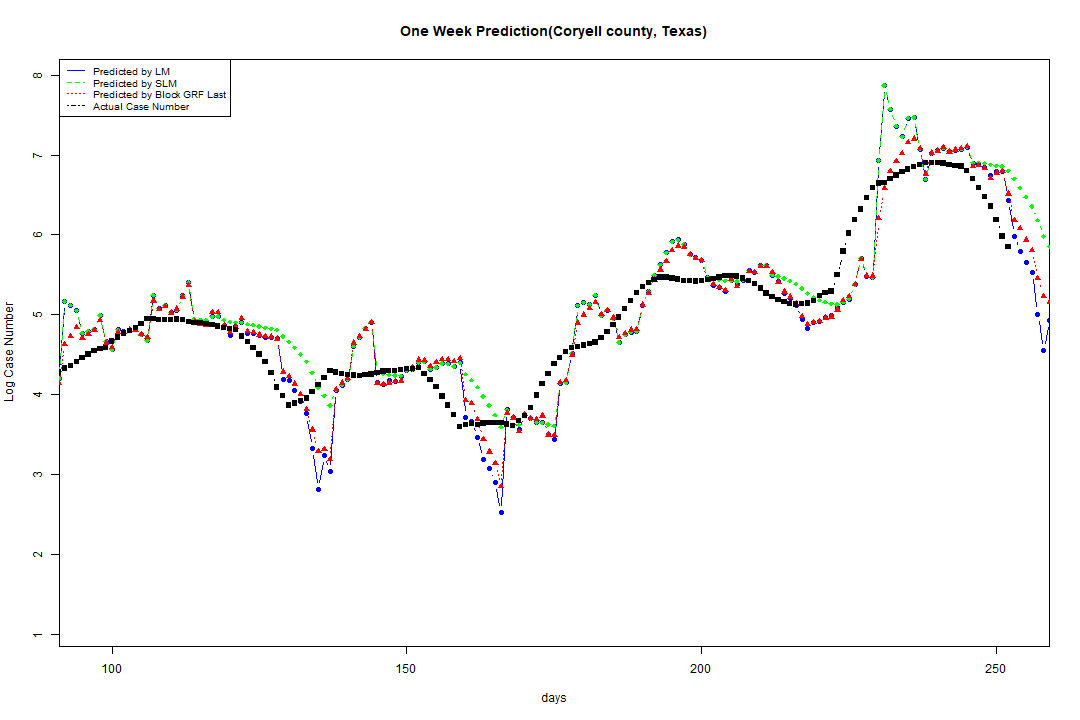 One Week Prediction(Coryell county, Texas)
Predicted by LM
Predicted by SLM
Predicted by Block GRF Last
Actual Case Number
8
7
6
5
4
3
2
1
Log Case Number
100 150 200 250
days